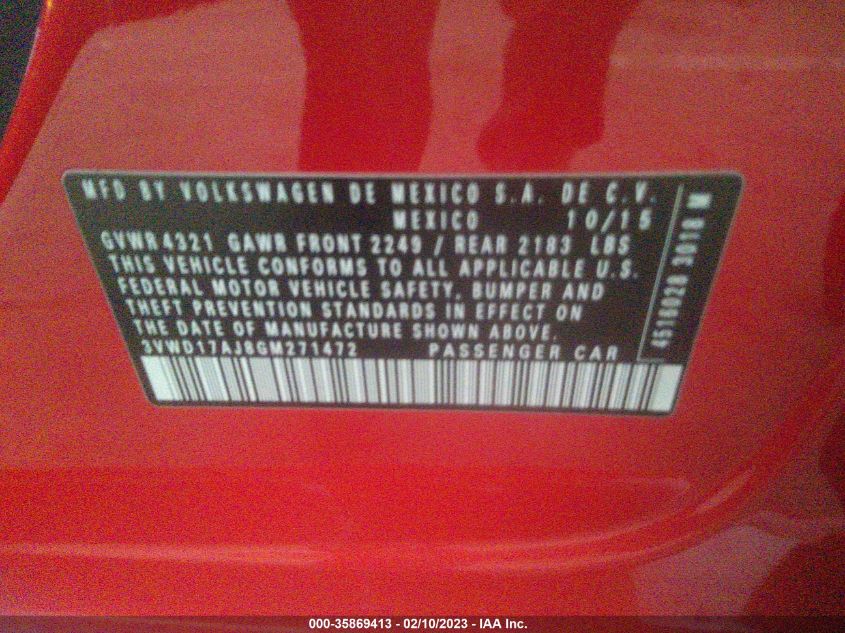 MFD BY VOLKSWAGEN DE MEXICO S.A. DE C.V.
MEXICO 10/15
GVWR 4321 GAWR FRONT 2249 / REAR 2183 LBS
THIS VEHICLE CONFORMS TO ALL APPLICABLE U.S.
FEDERAL MOTOR VEHICLE SAFETY, BUMPER AND
THEFT PREVENTION STANDARDS IN EFFECT ON
THE DATE OF MANUFACTURE SHOWN ABOVE.
3VWD17AJ8GM271472 PASSENGER CAR
000-35869413 - 02/10/2023 - IAA Inc.